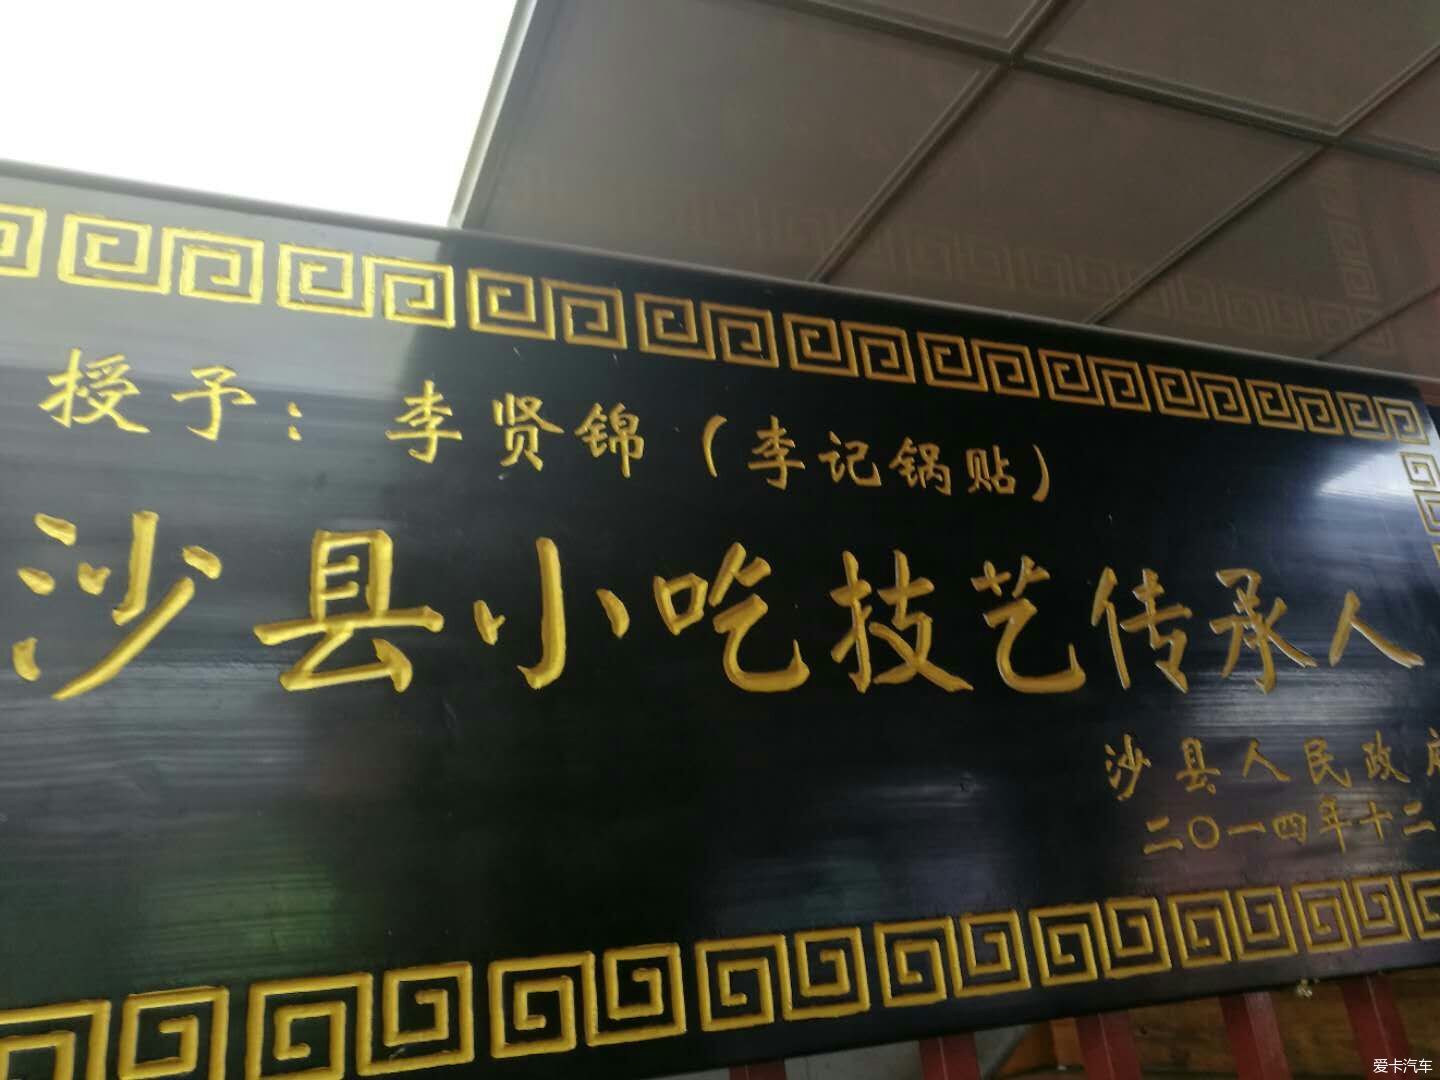 授予：李贤锦（李记锅贴）
沙县小吃技艺传承人
沙县人民政
二〇一四年十二
爱卡汽车